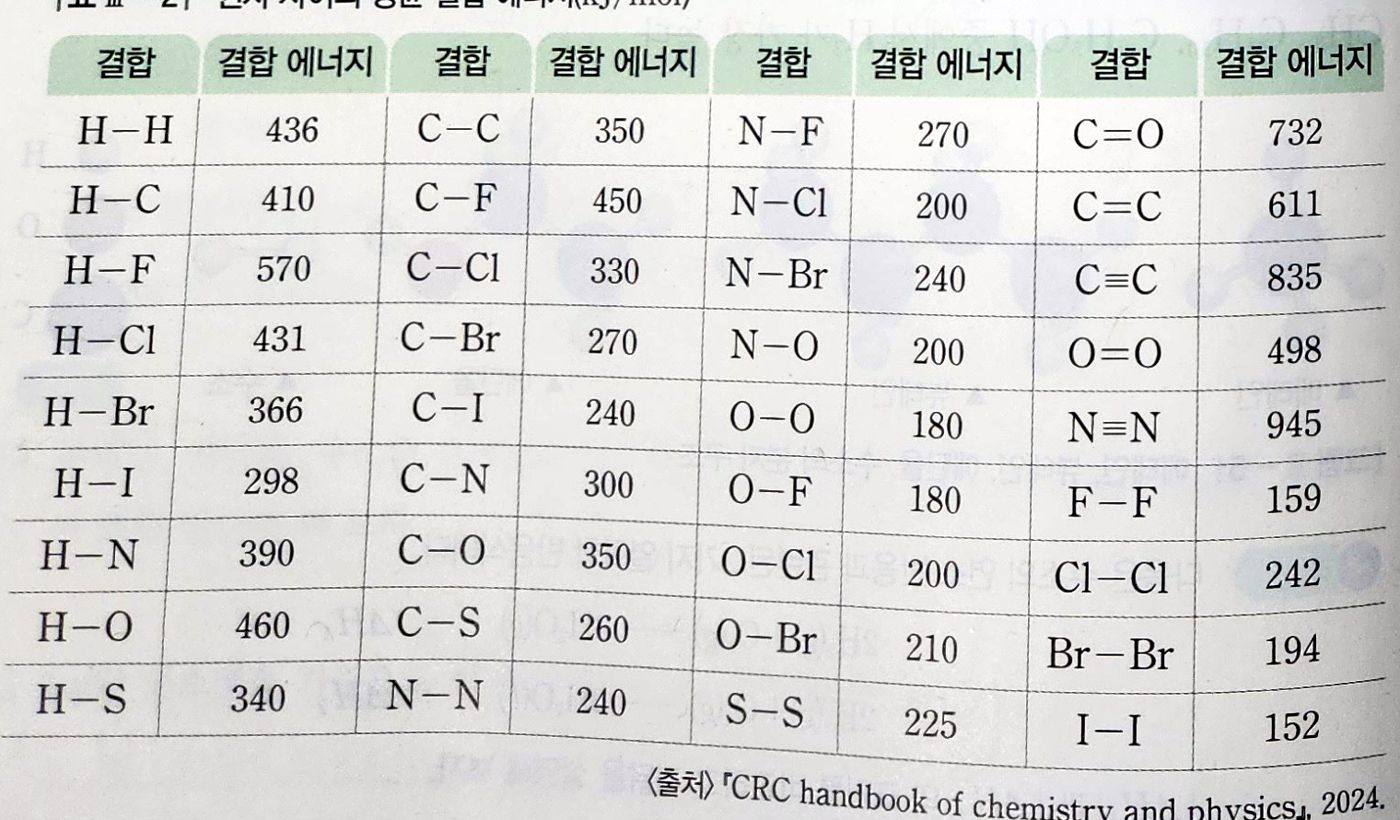 결합 결합 에너지 결합 결합 에너지 결합 결합 에너지 결합 결합 에너지
H−H 436 C−C 350 N−F 270 C=O 732
H−C 410 C−F 450 N−Cl 200 C=C 611
H−F 570 C−Cl 330 N−Br 240 C≡C 835
H−Cl 431 C−Br 270 N−O 200 O=O 498
H−Br 366 C−I 240 O−O 180 N≡N 945
H−I 298 C−N 300 O−F 180 F−F 159
H−N 390 C−O 350 O−Cl 200 Cl−Cl 242
H−O 460 C−S 260 O−Br 210 Br−Br 194
H−S 340 N−N 240 S−S 225 I−I 152
〈출처〉『CRC handbook of chemistry and physics』, 2024.